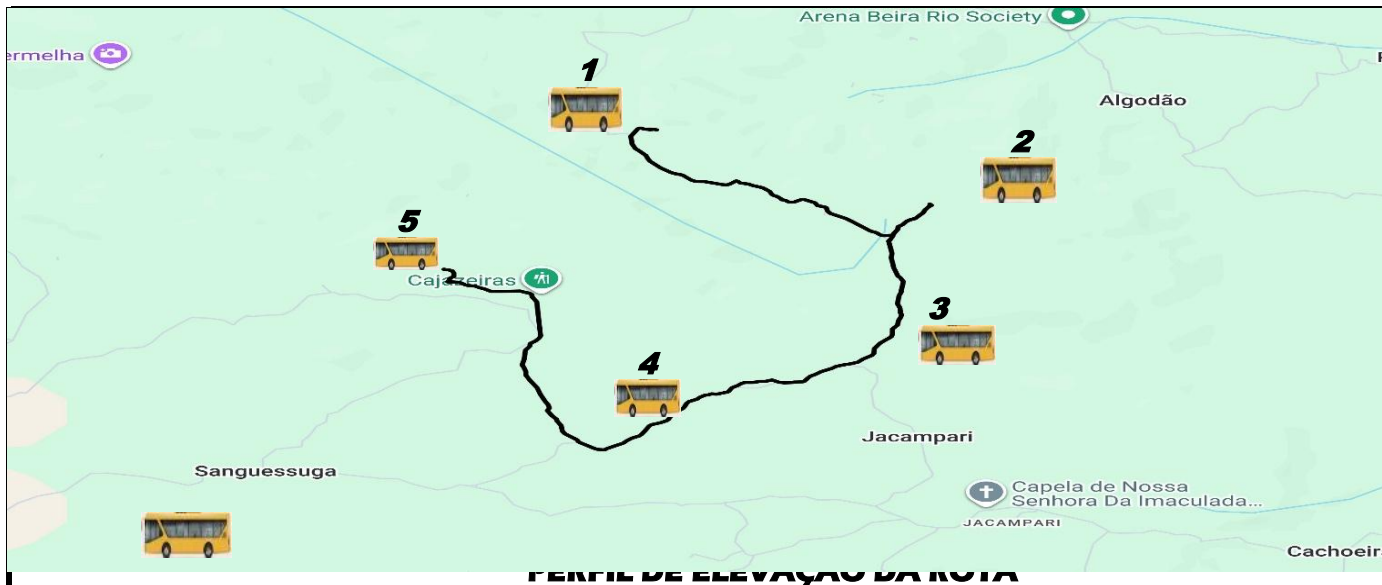 Arena Beira Rio Society
ermelha
1
Algodão
2
5
Cajazeiras
3
4
Jacampari
Sanguessuga
Capela de Nossa
Senhora Da Imaculada...
JACAMPARI
Cachoeir
PERFIL DE ELEVAÇÃO DA ROTA